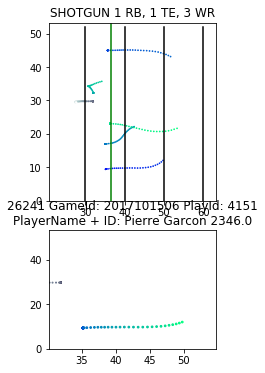 SHOTGUN 1 RB, 1 TE, 3 WR
50
40
30
20
10
0
30 40 50 60
26241 GameId: 2017101506 PlayId: 4151
PlayerName + ID: Pierre Garcon 2346.0
40
20
0
35 40 45 50